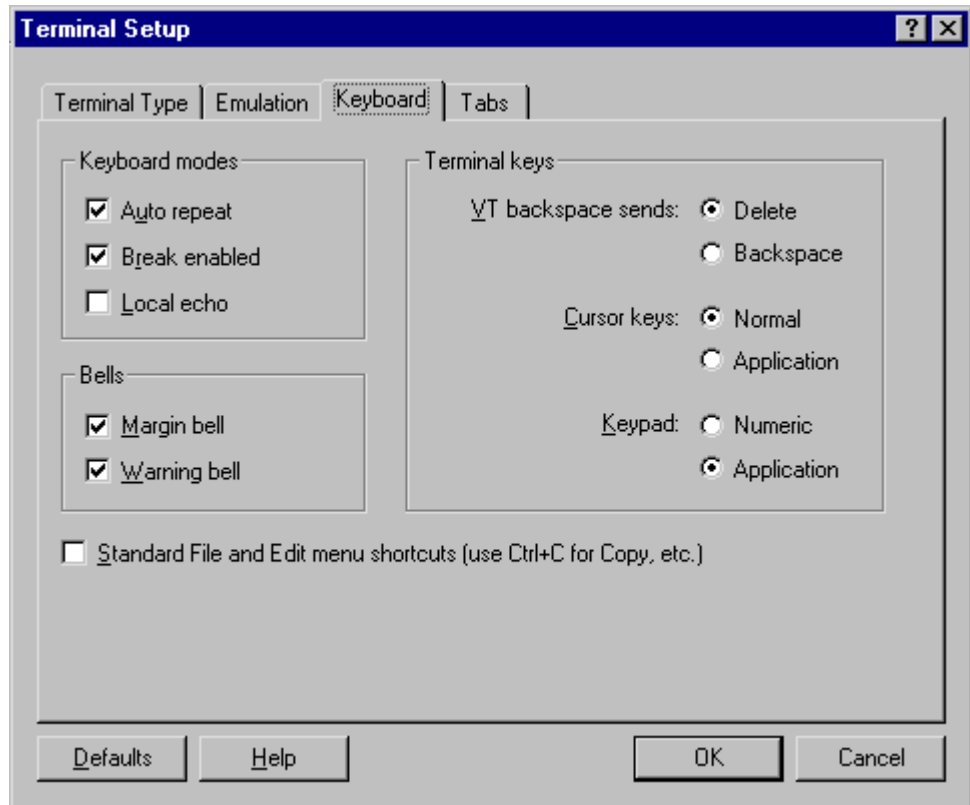 Terminal Setup
Terminal Type Emulation Keyboard Tabs
Keyboard modes
Auto repeat
Break enabled
Local echo
Bells
Margin bell
Warning bell
Terminal keys
VT backspace sends: Delete
Backspace
Cursor keys: Normal
Application
Keypad: Numeric
Application
Standard File and Edit menu shortcuts (use Ctrl+C for Copy, etc.)
Defaults Help OK Cancel